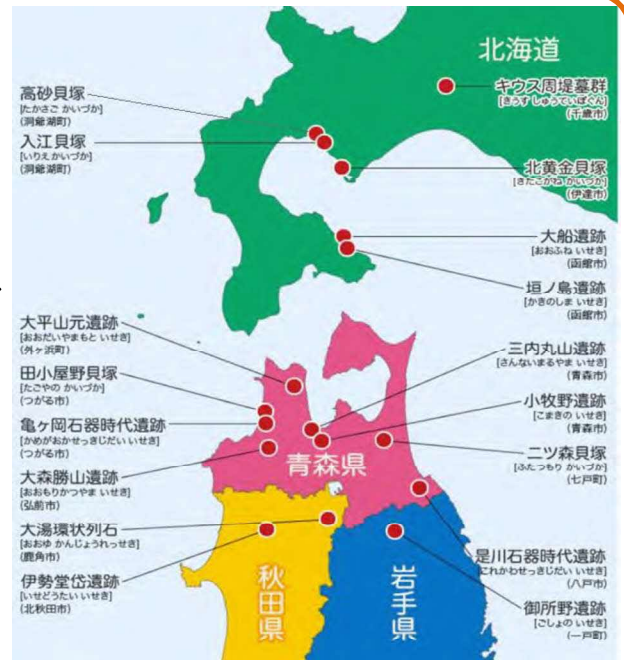 北海道
高砂貝塚
[たかさご かいづか]
(洞爺湖町)
入江貝塚
[いりえ かいづか]
(洞爺湖町)
キウス周堤墓群
[きうす しゅうていぼぐん]
(千歳市)
北黄金貝塚
[きたこがね かいづか]
(伊達市)
大船遺跡
[おおふね いせき]
(函館市)
垣ノ島遺跡
[かきのしま いせき]
(函館市)
大平山元遺跡
[おおだいやまもと いせき]
(外ヶ浜町)
田小屋野貝塚
[たごやの かいづか]
(つがる市)
亀ヶ岡石器時代遺跡
[かめがおかせっきじだい いせき]
(つがる市)
大森勝山遺跡
[おおもりかつやま いせき]
(弘前市)
大湯環状列石
[おおゆ かんじょうれっせき]
(鹿角市)
伊勢堂岱遺跡
[いせどうたい いせき]
(北秋田市)
三内丸山遺跡
[さんないまるやま いせき]
(青森市)
小牧野遺跡
[こまきの いせき]
(青森市)
二ツ森貝塚
[ふたつもり かいづか]
(七戸町)
是川石器時代遺跡
[これかわせっきじだい いせき]
(八戸市)
御所野遺跡
[ごしょの いせき]
(一戸町)
青森県
秋田県
岩手県